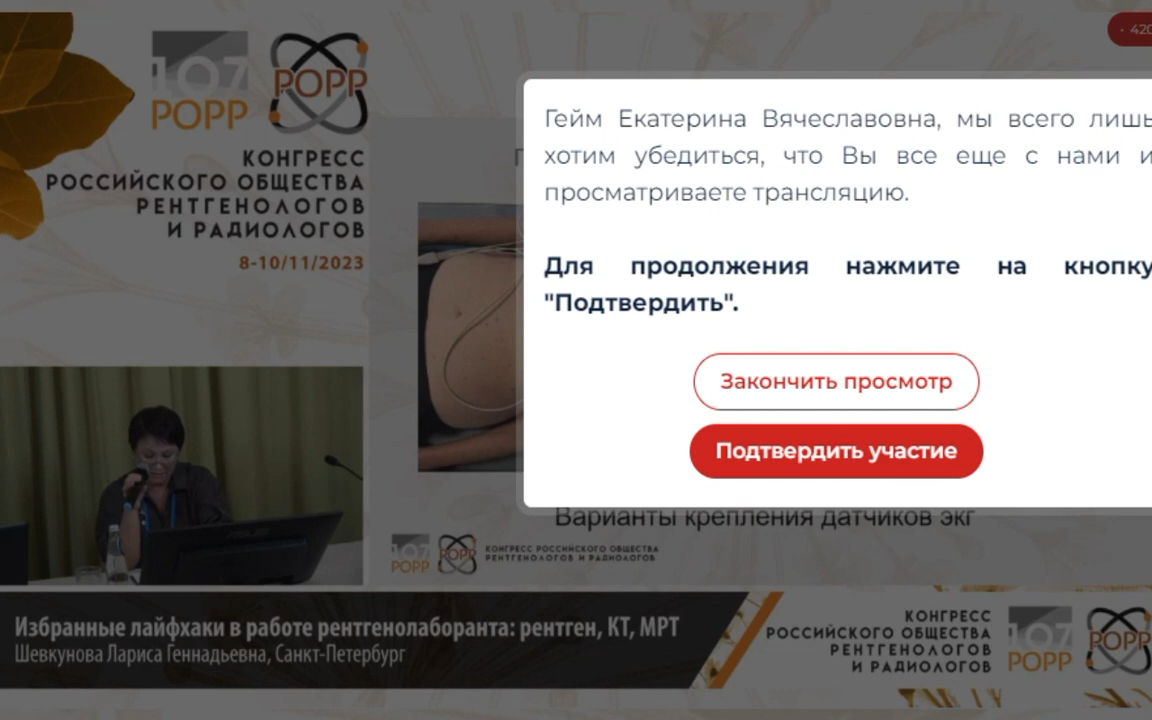 107
РОРР
РОРР
КОНГРЕСС
РОССИЙСКОГО ОБЩЕСТВА
РЕНТГЕНОЛОГОВ
И РАДИОЛОГОВ
8-10/11/2023
420
Гейм Екатерина Вячеславовна, мы всего лишь
хотим убедиться, что Вы все еще с нами и
просматриваете трансляцию.
Для продолжения нажмите на кнопку
"Подтвердить".
Закончить просмотр
Подтвердить участие
Варианты крепления датчиков экг
107
РОРР
РОРР
КОНГРЕСС РОССИЙСКОГО ОБЩЕСТВА
РЕНТГЕНОЛОГОВ И РАДИОЛОГОВ
Избранные лайфхаки в работе рентгенолаборанта: рентген, КТ, МРТ
Шевкунова Лариса Геннадьевна, Санкт-Петербург
КОНГРЕСС
РОССИЙСКОГО ОБЩЕСТВА
РЕНТГЕНОЛОГОВ
И РАДИОЛОГОВ
107
РОРР
РОРР